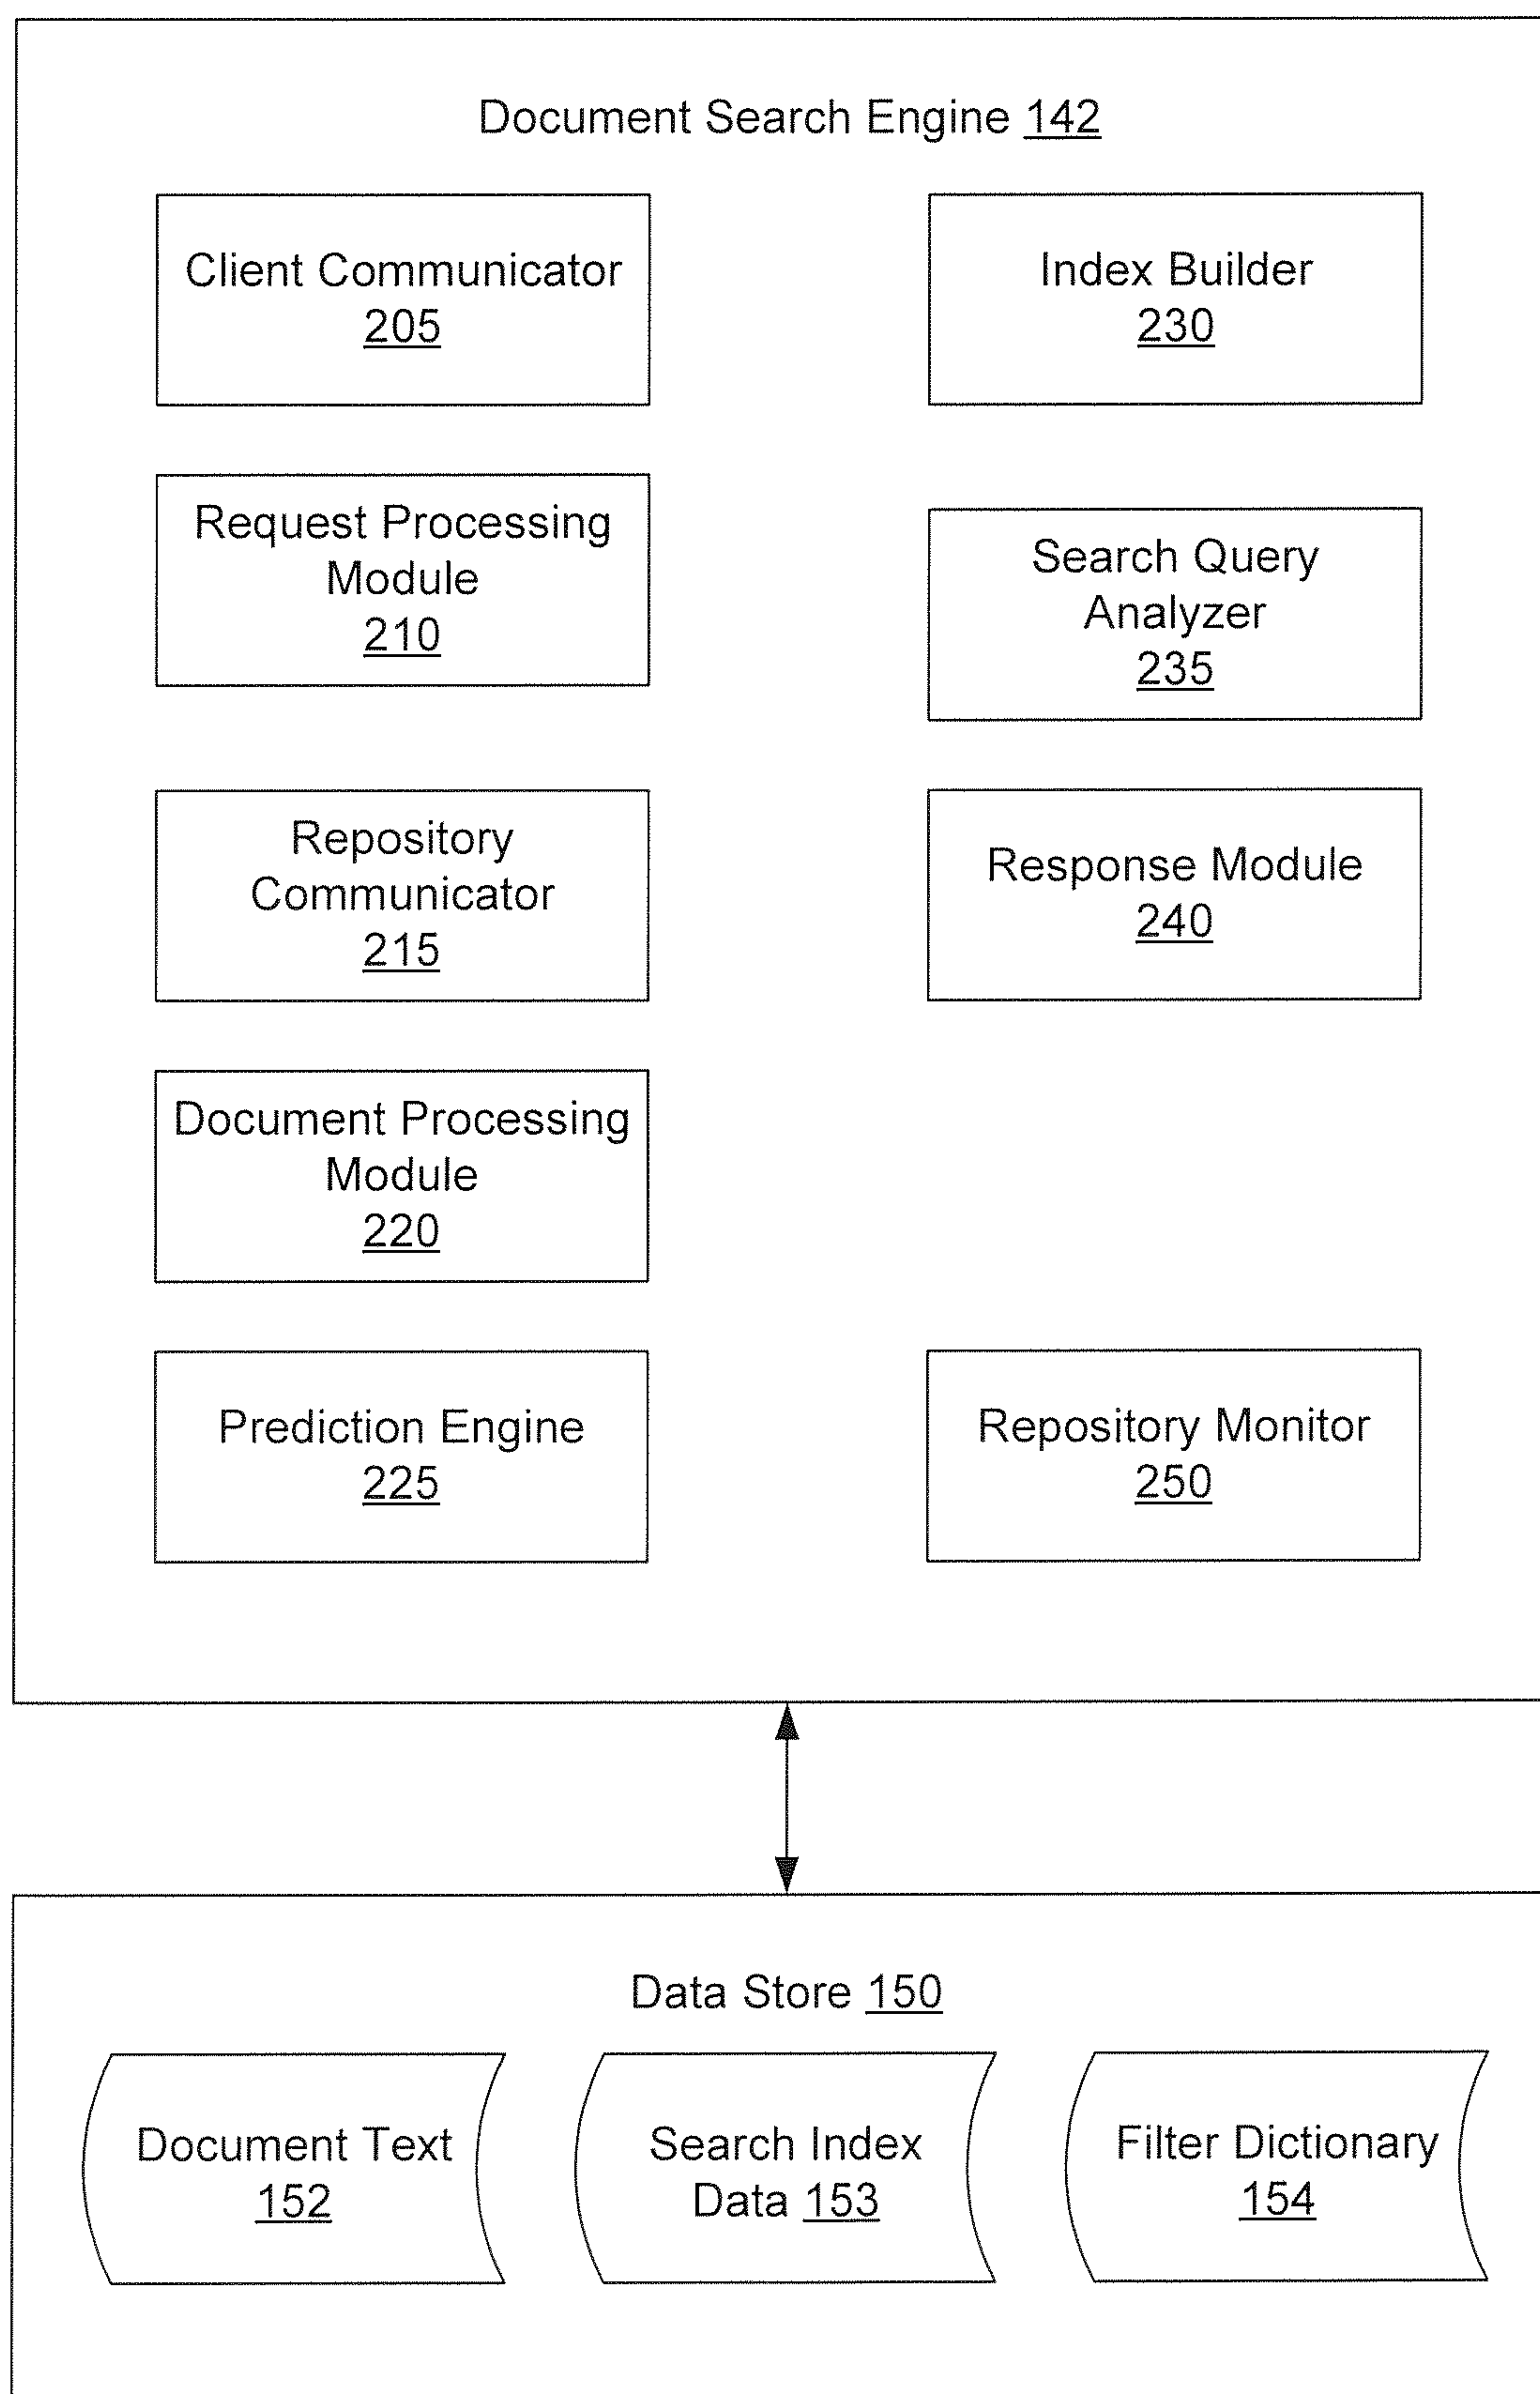 Document Search Engine 142
Client Communicator
205
Index Builder
230
Request Processing
Module
210
Search Query
Analyzer
235
Repository
Communicator
215
Response Module
240
Document Processing
Module
220
Prediction Engine
225
Repository Monitor
250
Data Store 150
Document Text
152
Search Index
Data 153
Filter Dictionary
154